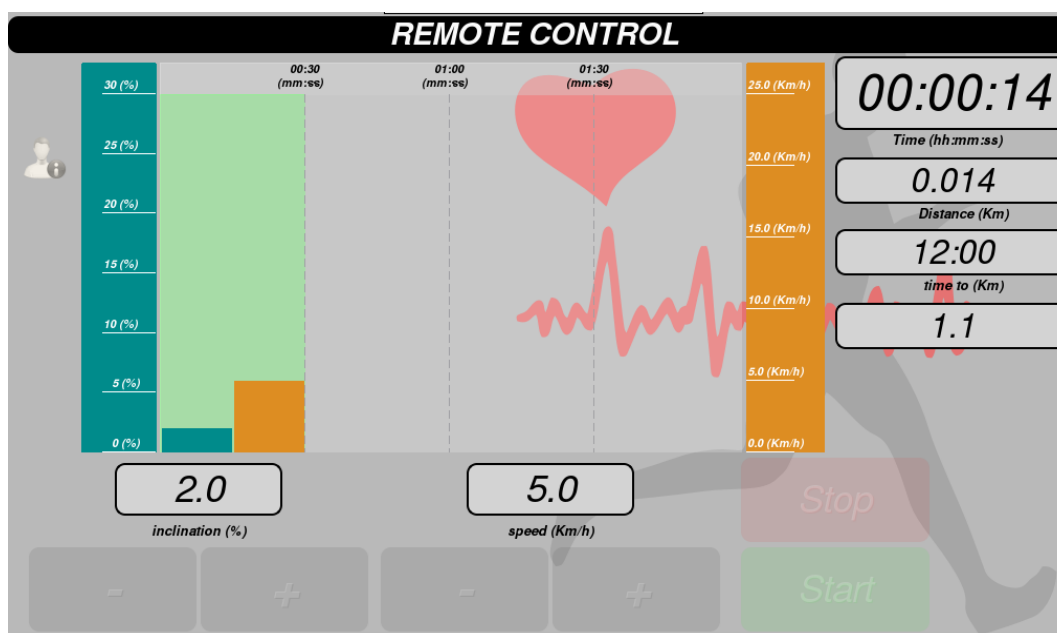 REMOTE CONTROL
00:30
(mm:ss)
01:00
(mm:ss)
01:30
(mm:ss)
30 (%)
25 (%)
20 (%)
15 (%)
10 (%)
5 (%)
0 (%)
25.0 (Km/h)
20.0 (Km/h)
15.0 (Km/h)
10.0 (Km/h)
5.0 (Km/h)
0.0 (Km/h)
00:00:14
Time (hh:mm:ss)
0.014
Distance (Km)
12:00
time to (Km)
1.1
2.0
inclination (%)
5.0
speed (Km/h)
Stop
- + - +
Start